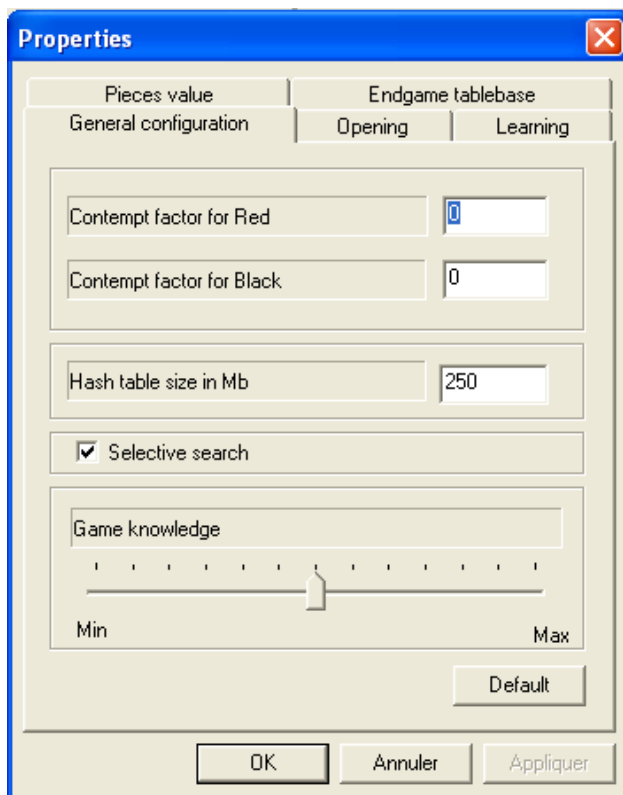 Properties
Pieces value
Endgame tablebase
General configuration
Opening
Learning
Contempt factor for Red
0
Contempt factor for Black
0
Hash table size in Mb
250
Selective search
Game knowledge
Min
Max
Default
OK
Annuler
Appliquer